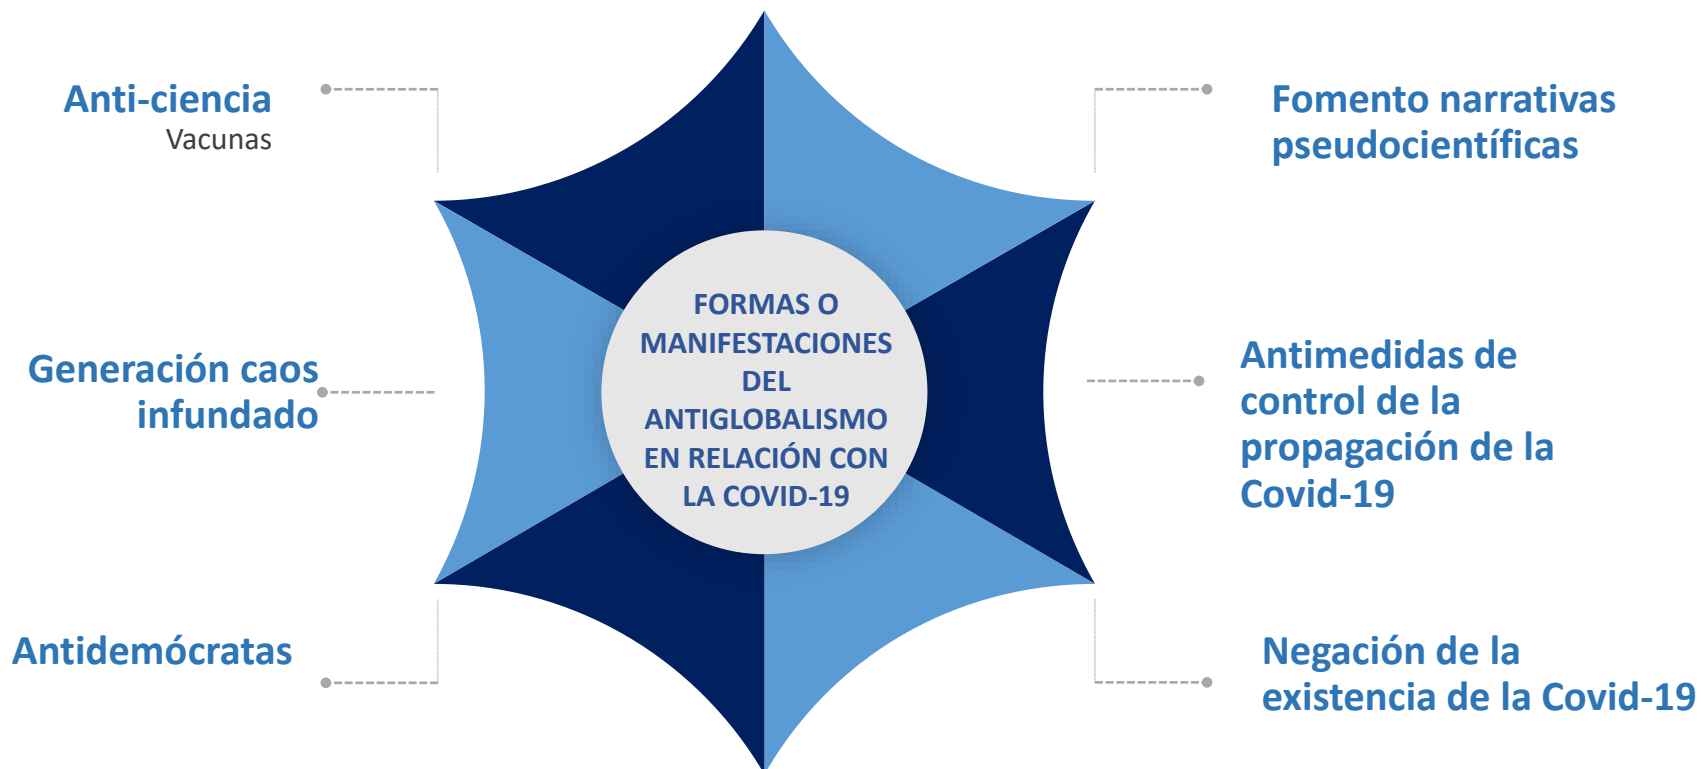 Anti-ciencia
Vacunas
Fomento narrativas
pseudocientíficas
FORMAS O
MANIFESTACIONES
DEL
ANTIGLOBALISMO
EN RELACIÓN CON
LA COVID-19
Generación caos
infundado
Antimedidas de
control de la
propagación de la
Covid-19
Antidemócratas
Negación de la
existencia de la Covid-19